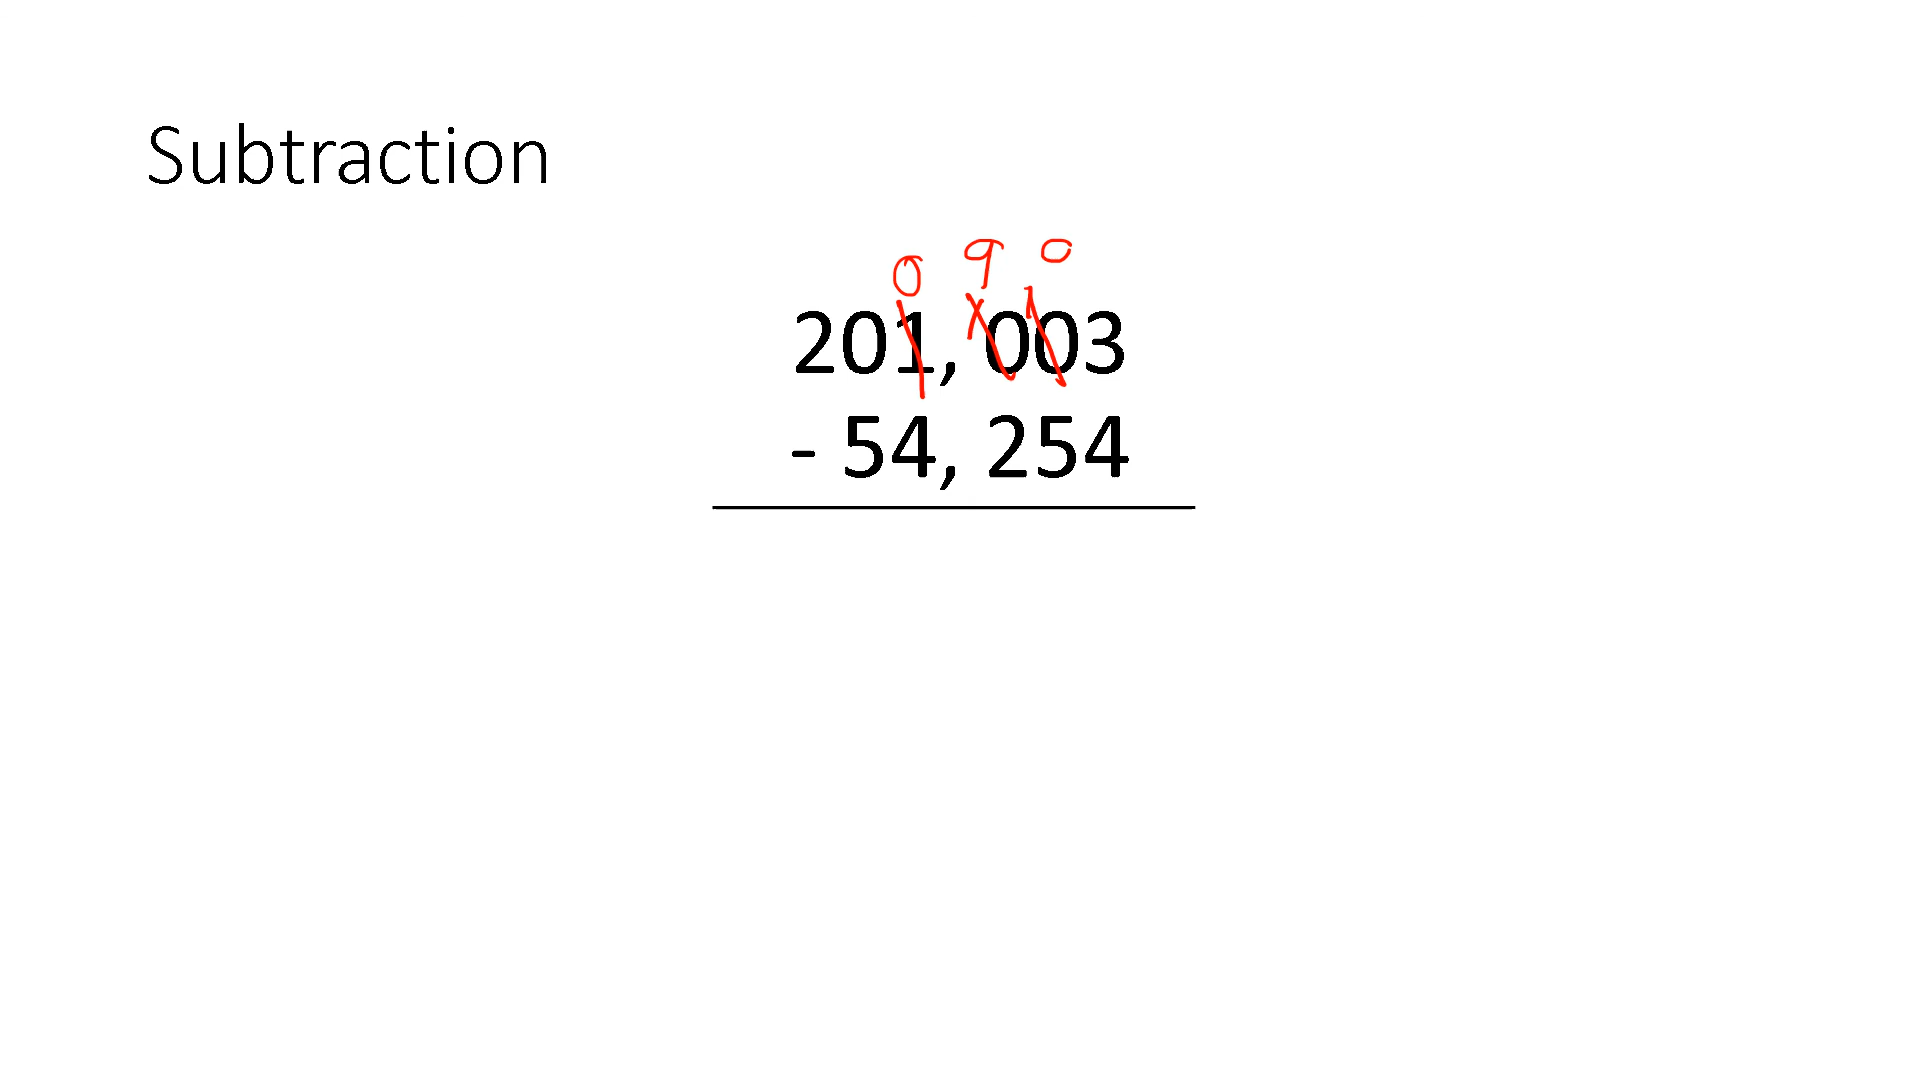 Subtraction
0 9 0
201, 003
- 54, 254